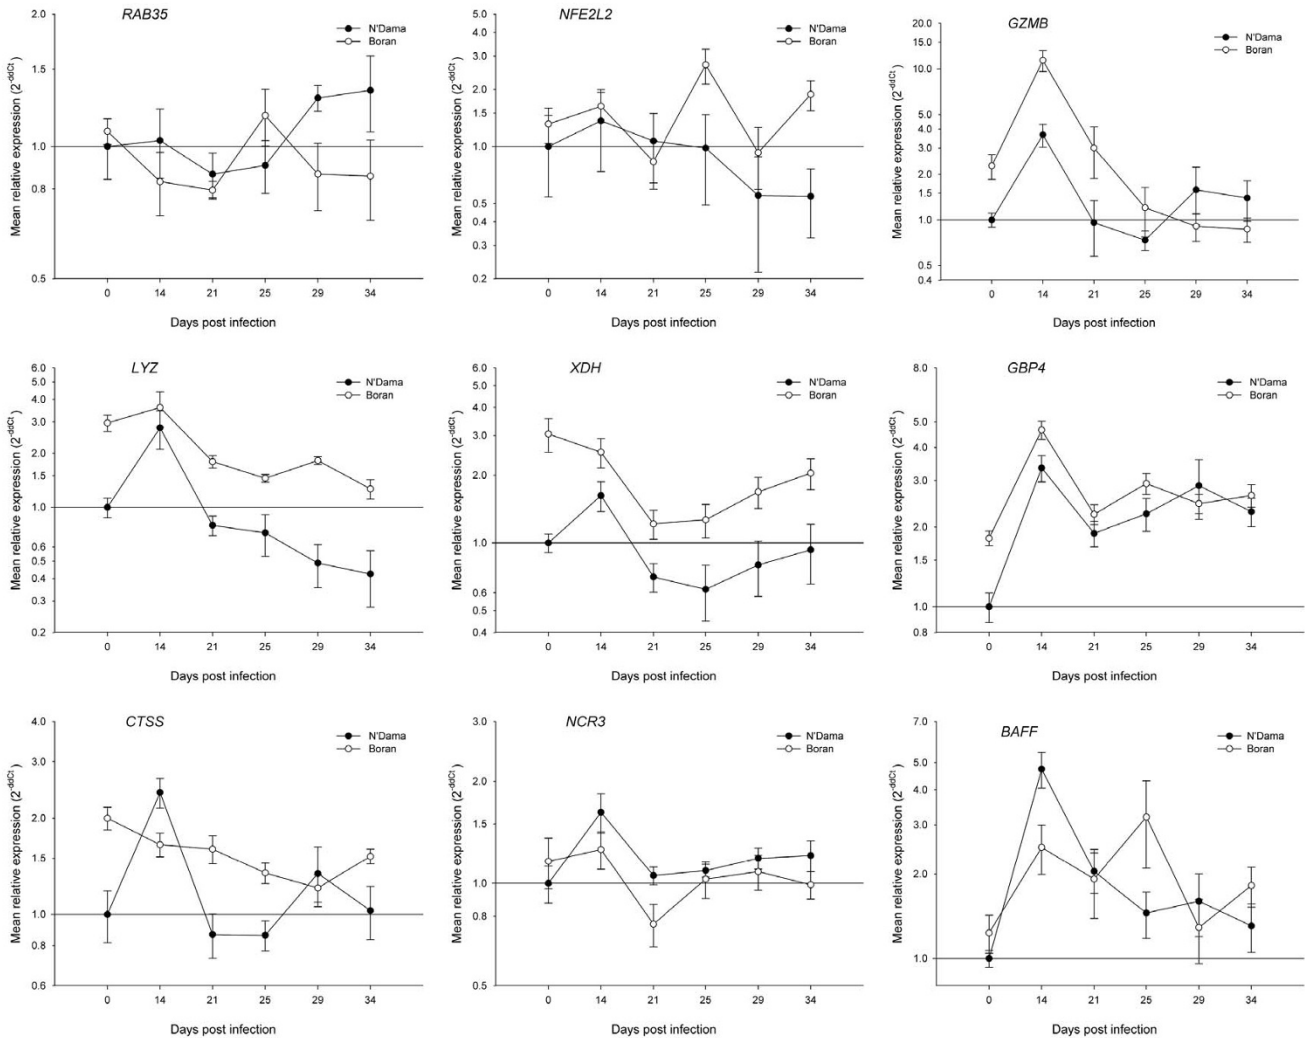 RAB35
N'Dama
Boran
Mean relative expression (2^-ddCt)
2.0
1.5
1.0
0.8
0.5
0 14 21 25 29 34
Days post infection
NFE2L2
N'Dama
Boran
Mean relative expression (2^-ddCt)
5.0
4.0
3.0
2.0
1.5
1.0
0.5
0.4
0.3
0.2
0 14 21 25 29 34
Days post infection
GZMB
N'Dama
Boran
Mean relative expression (2^-ddCt)
20.0
15.0
10.0
5.0
4.0
3.0
2.0
1.5
1.0
0.5
0.4
0 14 21 25 29 34
Days post infection
LYZ
N'Dama
Boran
Mean relative expression (2^-ddCt)
6.0
5.0
4.0
3.0
2.0
1.5
1.0
0.6
0.5
0.4
0.3
0.2
0 14 21 25 29 34
Days post infection
XDH
N'Dama
Boran
Mean relative expression (2^-ddCt)
6.0
5.0
4.0
3.0
2.0
1.0
0.6
0.5
0.4
0 14 21 25 29 34
Days post infection
GBP4
N'Dama
Boran
Mean relative expression (2^-ddCt)
8.0
5.0
4.0
3.0
2.0
1.5
1.0
0.8
0 14 21 25 29 34
Days post infection
CTSS
N'Dama
Boran
Mean relative expression (2^-ddCt)
4.0
3.0
2.0
1.5
1.0
0.8
0.6
0 14 21 25 29 34
Days post infection
NCR3
N'Dama
Boran
Mean relative expression (2^-ddCt)
3.0
2.0
1.5
1.0
0.8
0.5
0 14 21 25 29 34
Days post infection
BAFF
N'Dama
Boran
Mean relative expression (2^-ddCt)
7.0
5.0
4.0
3.0
2.0
1.0
0 14 21 25 29 34
Days post infection